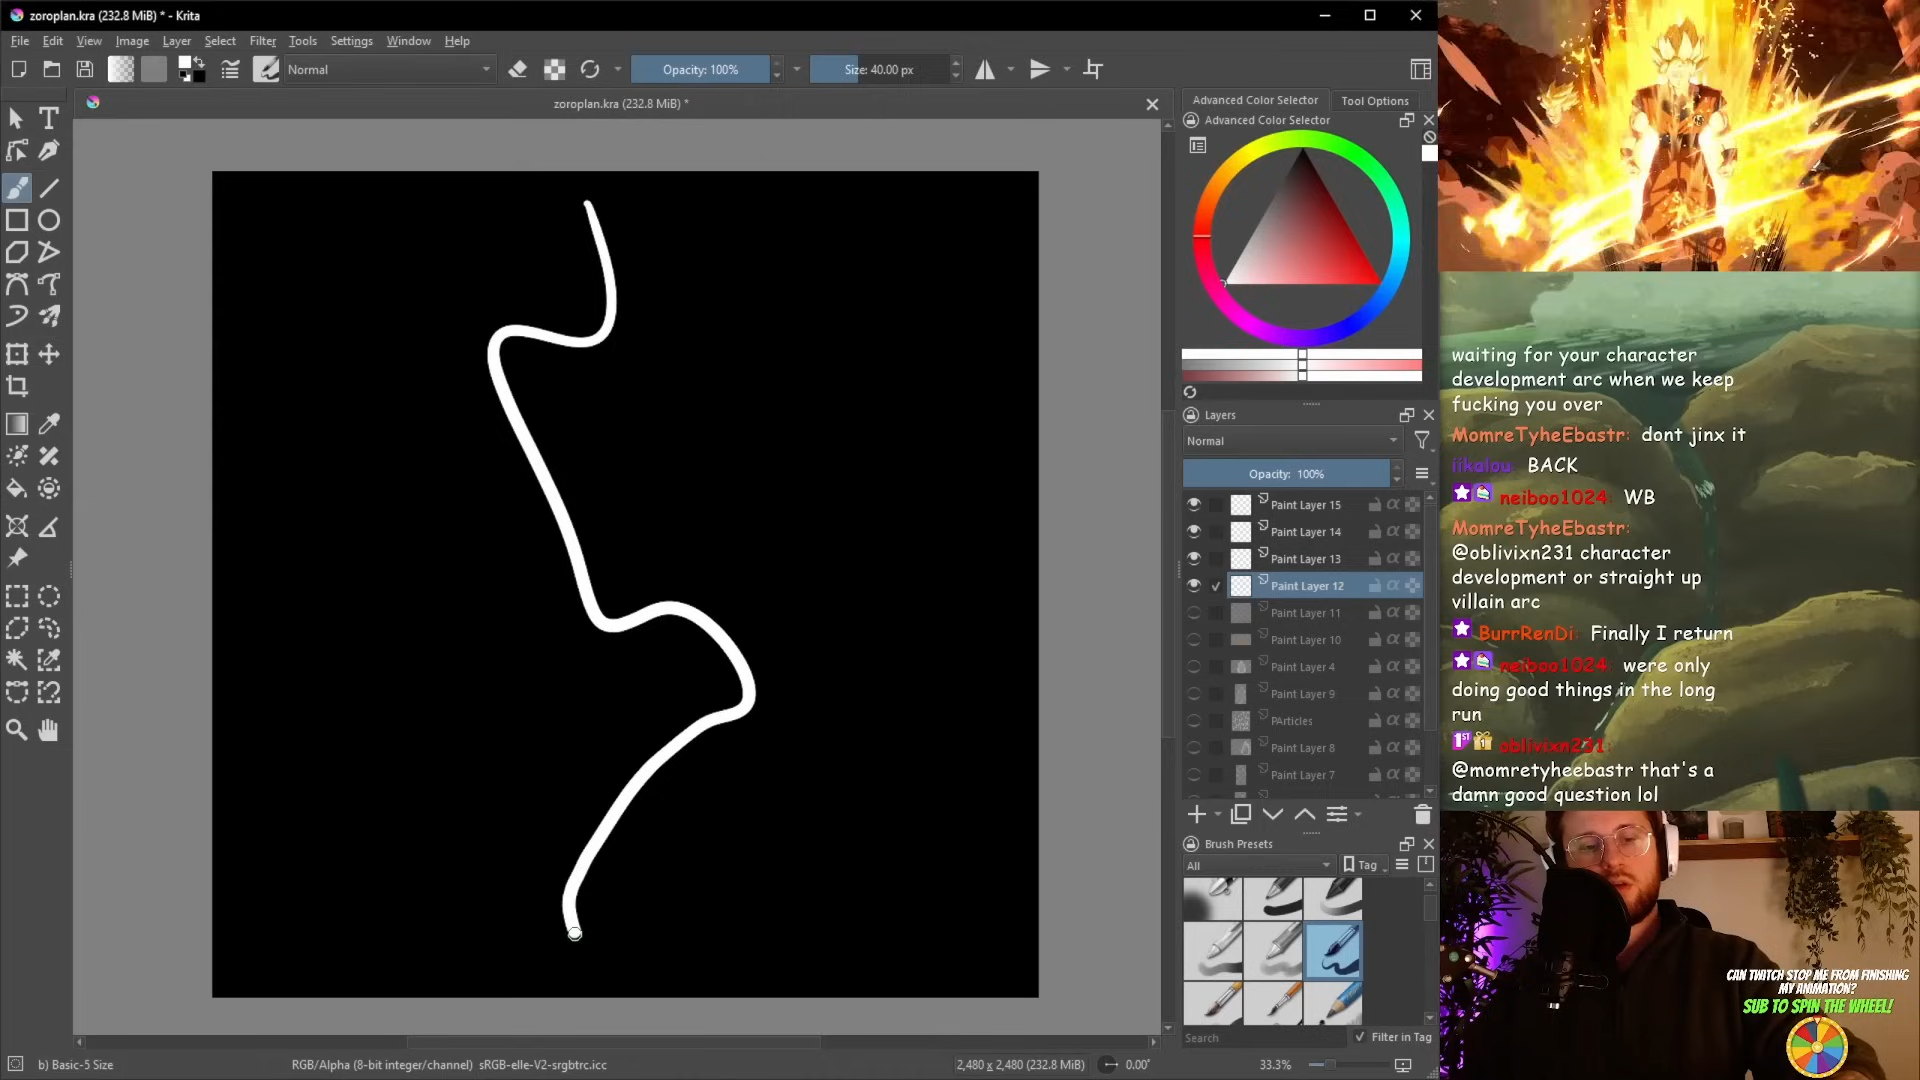 zoroplan.kra (232.8 MiB) * - Krita
File Edit View Image Layer Select Filter Tools Settings Window Help
Normal
Opacity: 100%
Size: 40.00 px
zoroplan.kra (232.8 MiB) *
Advanced Color Selector Tool Options
Advanced Color Selector
Layers
Normal
Opacity: 100%
Paint Layer 15
Paint Layer 14
Paint Layer 13
Paint Layer 12
Paint Layer 11
Paint Layer 10
Paint Layer 4
Paint Layer 9
PArticles
Paint Layer 8
Paint Layer 7
Brush Presets
All
Tag
Search
Filter in Tag
b) Basic-5 Size
RGB/Alpha (8-bit integer/channel) sRGB-elle-V2-srgbtrc.icc
2,480 x 2,480 (232.8 MiB)
0.00°
33.3%
waiting for your character
development arc when we keep
fucking you over
MomreTyheEbastr: dont jinx it
iikalou: BACK
neiboo1024: WB
MomreTyheEbastr:
@oblivixn231 character
development or straight up
villain arc
BurrRenDi: Finally I return
neiboo1024: were only
doing good things in the long
run
1ST 1 oblivixn231:
@momretyheebastr that's a
damn good question lol
CAN TWITCH STOP ME FROM FINISHING
MY ANIMATION?
SUB TO SPIN THE WHEEL!